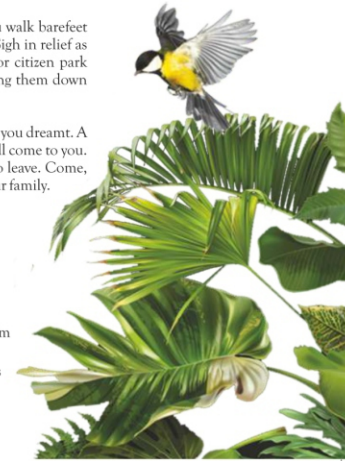 walk barefeet
igh in relief as
or citizen park
ng them down
you dreamt. A
ll come to you.
o leave. Come,
r family.
m
s